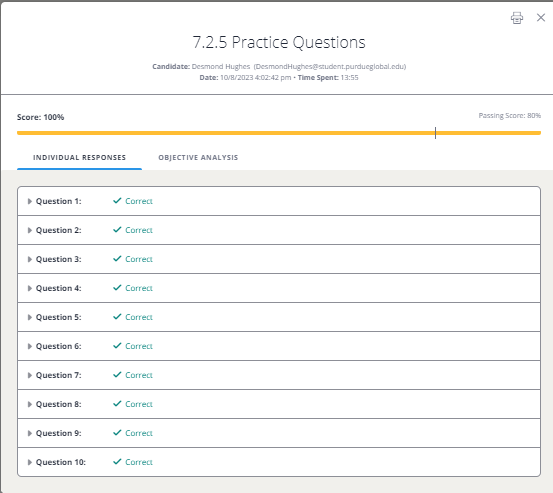 7.2.5 Practice Questions
Candidate: Desmond Hughes (DesmondHughes@student.purdueglobal.edu)
Date: 10/8/2023 4:02:42 pm • Time Spent: 13:55
Score: 100%
Passing Score: 80%
INDIVIDUAL RESPONSES
OBJECTIVE ANALYSIS
Question 1: Correct
Question 2: Correct
Question 3: Correct
Question 4: Correct
Question 5: Correct
Question 6: Correct
Question 7: Correct
Question 8: Correct
Question 9: Correct
Question 10: Correct